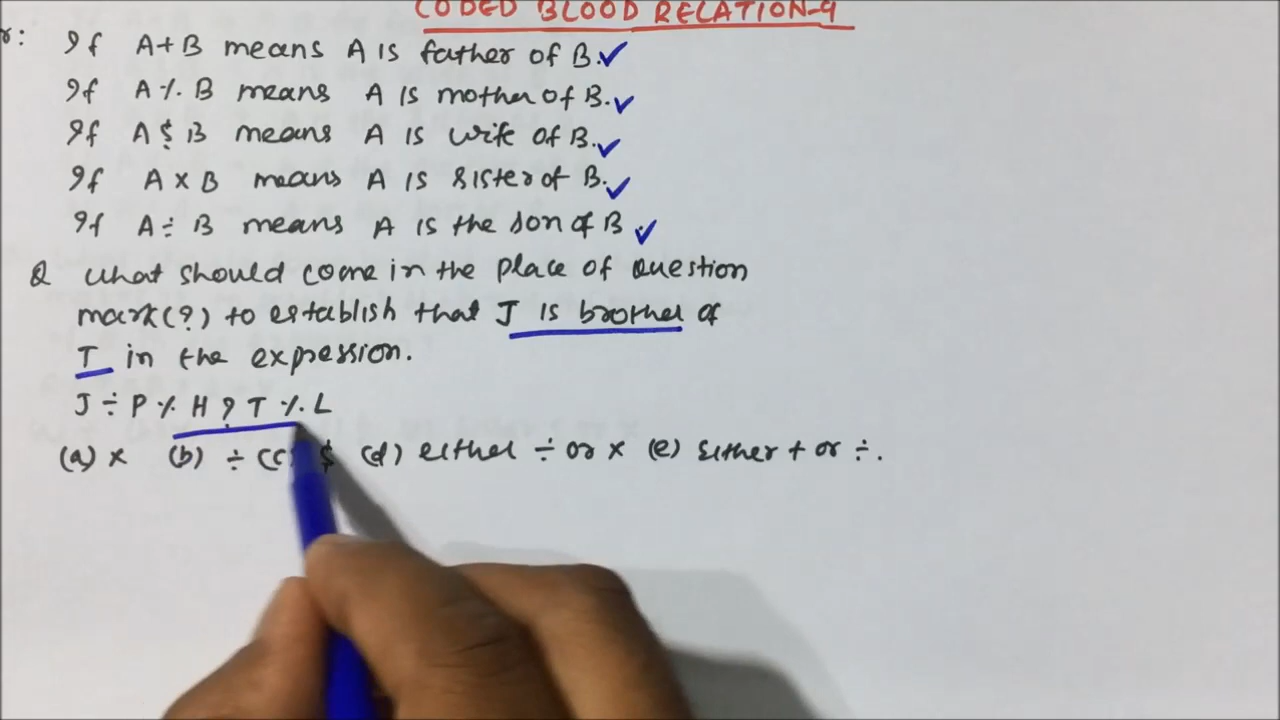 CODED BLOOD RELATION-9
r: If A+B means A is father of B.
If A % B means A is mother of B.
If A $ B means A is wife of B.
If A × B means A is sister of B.
If A ÷ B means A is the son of B.
Q what should come in the place of question
mark(?) to establish that J is brother of
T in the expression.
J ÷ P % H ? T % L
(a) × (b) ÷ (c) $ (d) either ÷ or × (e) Either + or ÷.